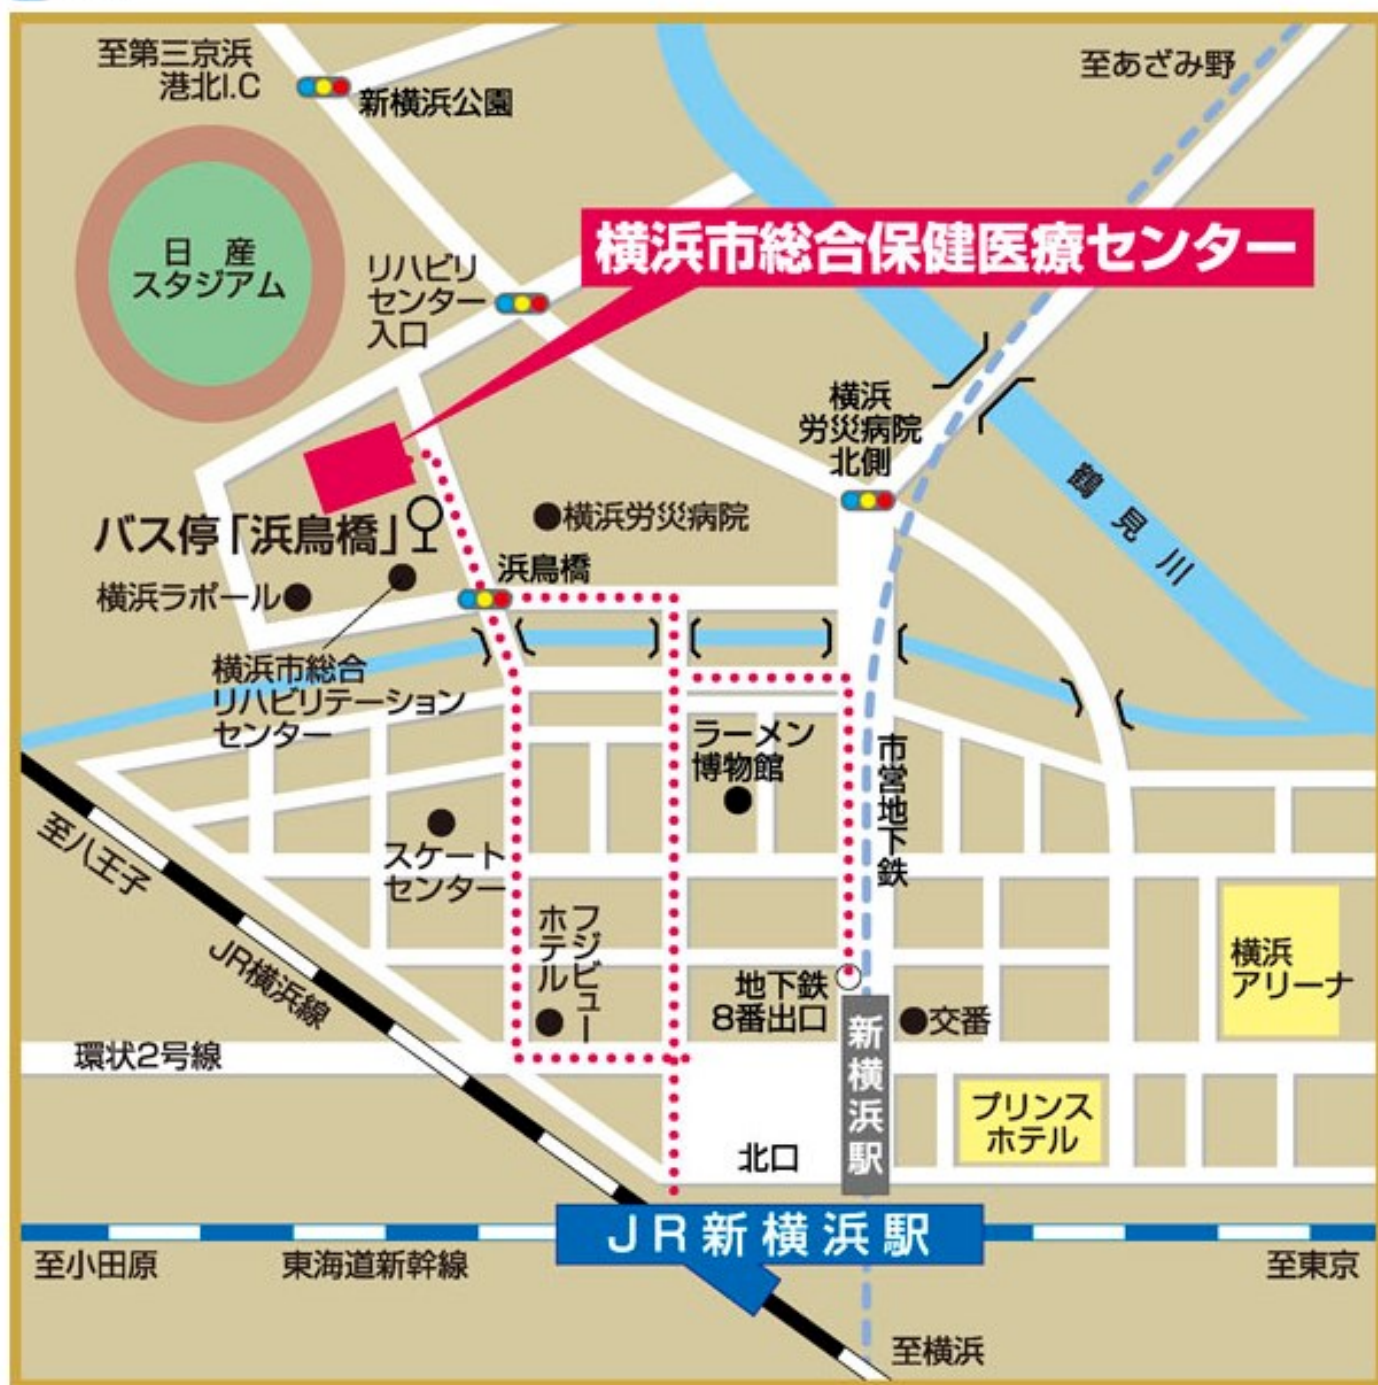 至第三京浜
港北I.C
新横浜公園
至あざみ野
日産
スタジアム
リハビリ
センター
入口
横浜市総合保健医療センター
横浜
労災病院
北側
鶴見川
バス停「浜鳥橋」
横浜労災病院
浜鳥橋
横浜ラポール
横浜市総合
リハビリテーション
センター
ラーメン
博物館
市営地下鉄
至八王子
スケート
センター
JR横浜線
フジビュー
ホテル
地下鉄
8番出口
交番
横浜
アリーナ
環状2号線
新横浜駅
プリンス
ホテル
北口
JR新横浜駅
至小田原
東海道新幹線
至東京
至横浜